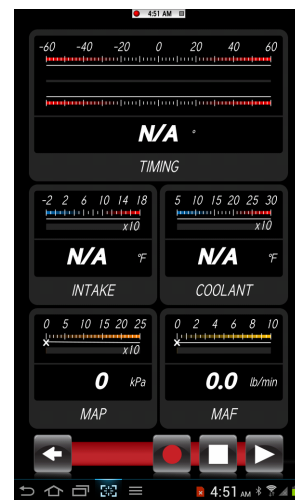 4:51 AM
-60 -40 -20 0 20 40 60
N/A °
TIMING
-2 2 6 10 14 18
x10
N/A °F
INTAKE
5 10 15 20 25 30
x10
N/A °F
COOLANT
0 5 10 15 20 25
x10
0 kPa
MAP
0 2 4 6 8 10
0.0 lb/min
MAF
4:51 AM